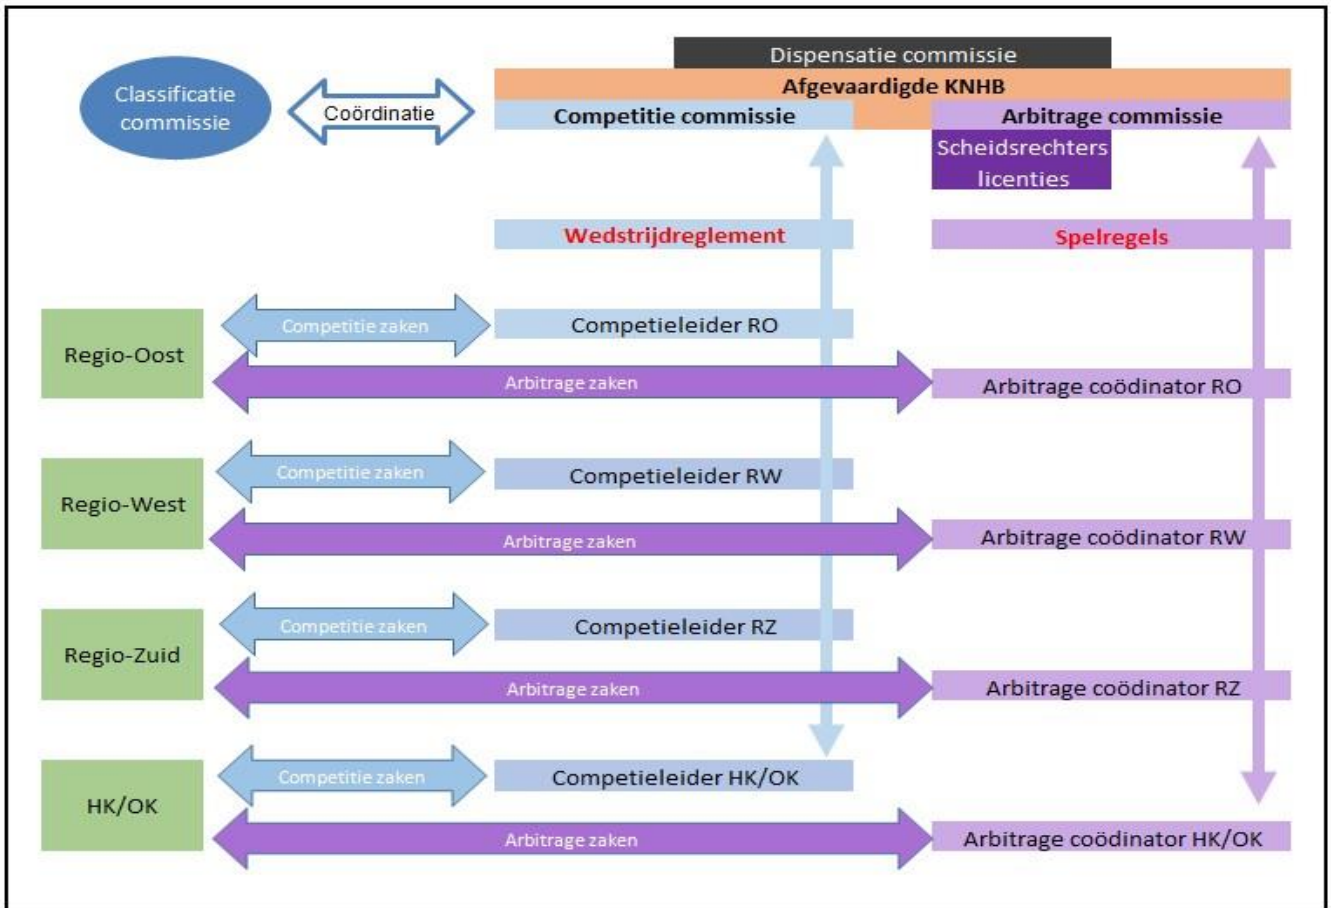 Dispensatie commissie
Afgevaardigde KNHB
Classificatie
commissie
Coördinatie
Competitie commissie
Arbitrage commissie
Scheidsrechters
licenties
Wedstrijdreglement
Spelregels
Regio-Oost
Competitie zaken
Competieleider RO
Arbitrage zaken
Arbitrage coödinator RO
Regio-West
Competitie zaken
Competieleider RW
Arbitrage zaken
Arbitrage coödinator RW
Regio-Zuid
Competitie zaken
Competieleider RZ
Arbitrage zaken
Arbitrage coödinator RZ
HK/OK
Competitie zaken
Competieleider HK/OK
Arbitrage zaken
Arbitrage coödinator HK/OK